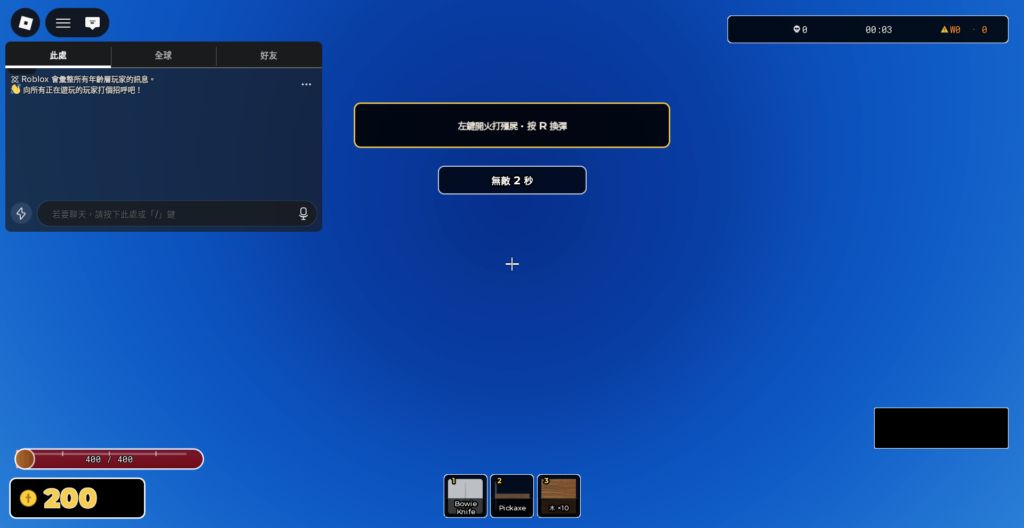 此處
全球
好友
Roblox 會彙整所有年齡層玩家的訊息。
👋 向所有正在遊玩的玩家打個招呼吧！
若要聊天，請按下此處或「/」鍵
0
00:03
W0 · 0
左鍵開火打殭屍 · 按 R 換彈
無敵 2 秒
400 / 400
200
1
Bowie
Knife
2
Pickaxe
3
木 ×10